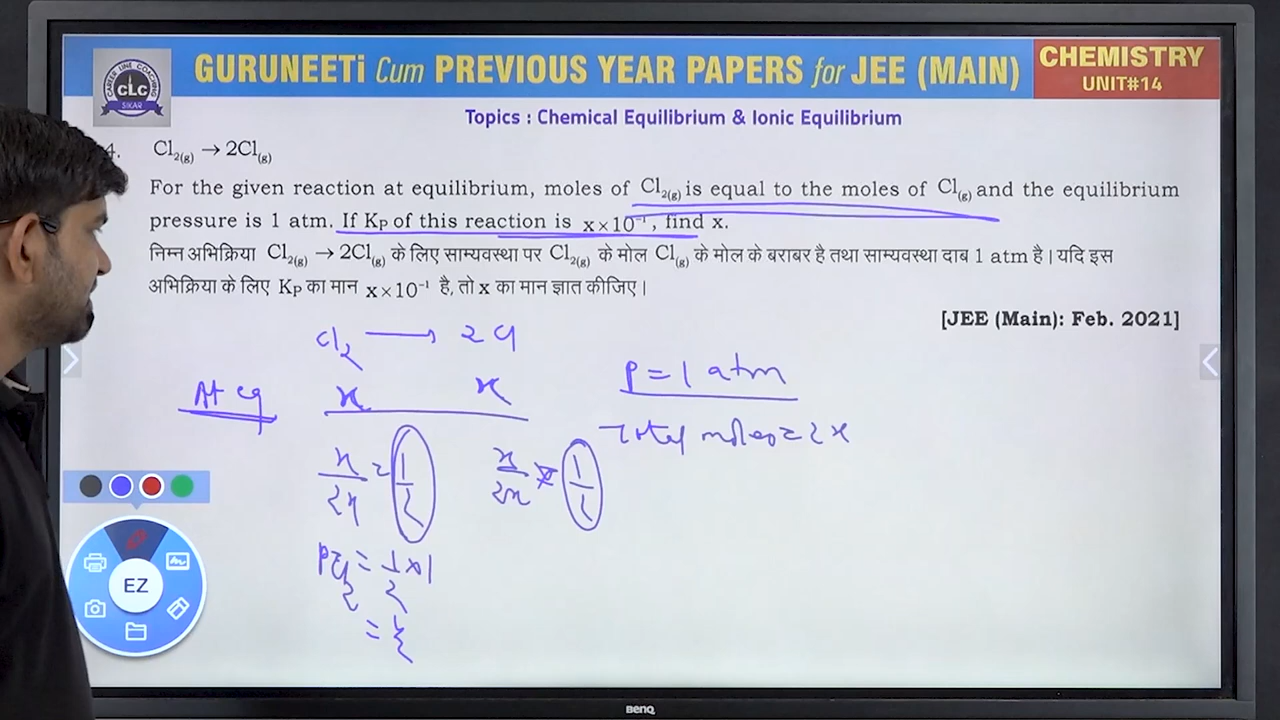 GURUNEETi Cum PREVIOUS YEAR PAPERS for JEE (MAIN)
CHEMISTRY
UNIT#14
CAREER LINE COACHING
CLC
SIKAR
Topics : Chemical Equilibrium & Ionic Equilibrium
4. Cl2(g) → 2Cl(g)
For the given reaction at equilibrium, moles of Cl2(g) is equal to the moles of Cl(g) and the equilibrium
pressure is 1 atm. If KP of this reaction is x×10⁻¹, find x.
निम्न अभिक्रिया Cl2(g) → 2Cl(g) के लिए साम्यवस्था पर Cl2(g) के मोल Cl(g) के मोल के बराबर है तथा साम्यवस्था दाब 1 atm है। यदि इस
अभिक्रिया के लिए KP का मान x×10⁻¹ है, तो x का मान ज्ञात कीजिए।
[JEE (Main): Feb. 2021]
Cl2 → 2Cl
P = 1 atm
At eq x x
Total moles = 2x
x/2x = 1/2 x/2x = 1/2
PCl2 = 1/2 × 1
= 1/2
EZ
BenQ